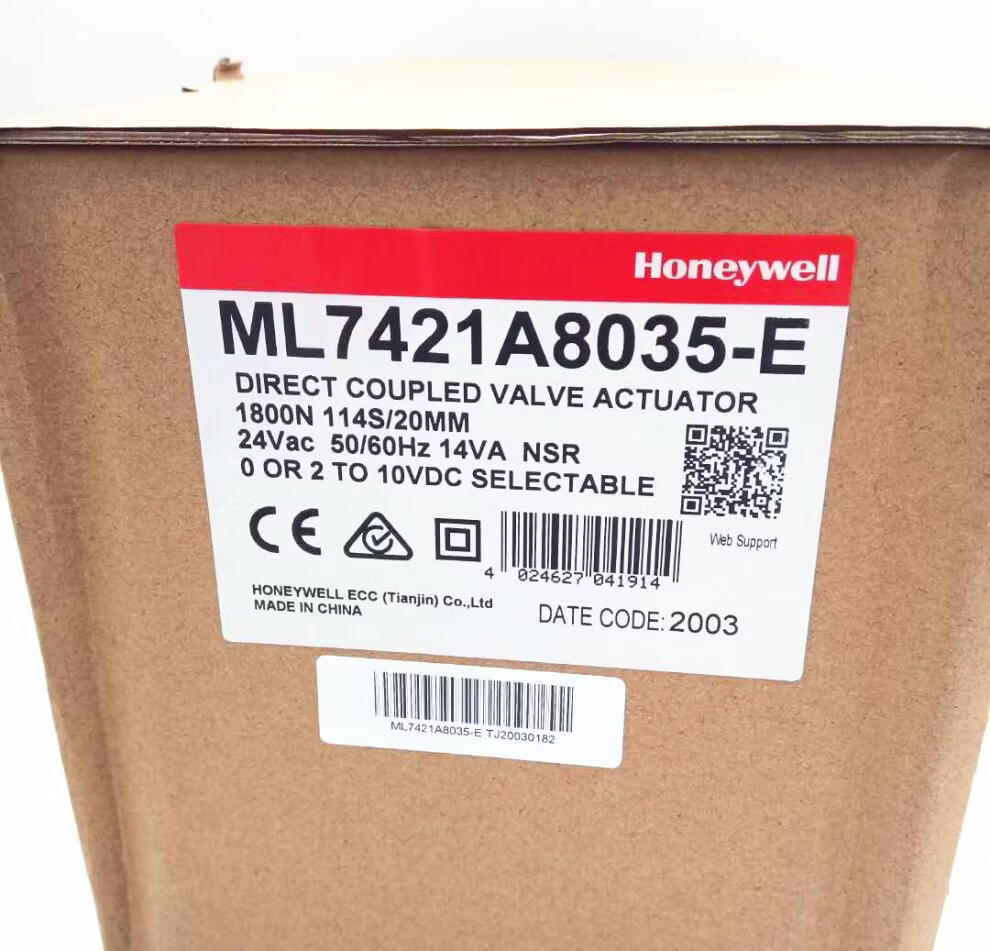 Honeywell
ML7421A8035-E
DIRECT COUPLED VALVE ACTUATOR
1800N 114S/20MM
24Vac 50/60Hz 14VA NSR
0 OR 2 TO 10VDC SELECTABLE
Web Support
CE
4 024627 041914
HONEYWELL ECC (Tianjin) Co.,Ltd
MADE IN CHINA
DATE CODE: 2003
ML7421A8035-E TJ20030182